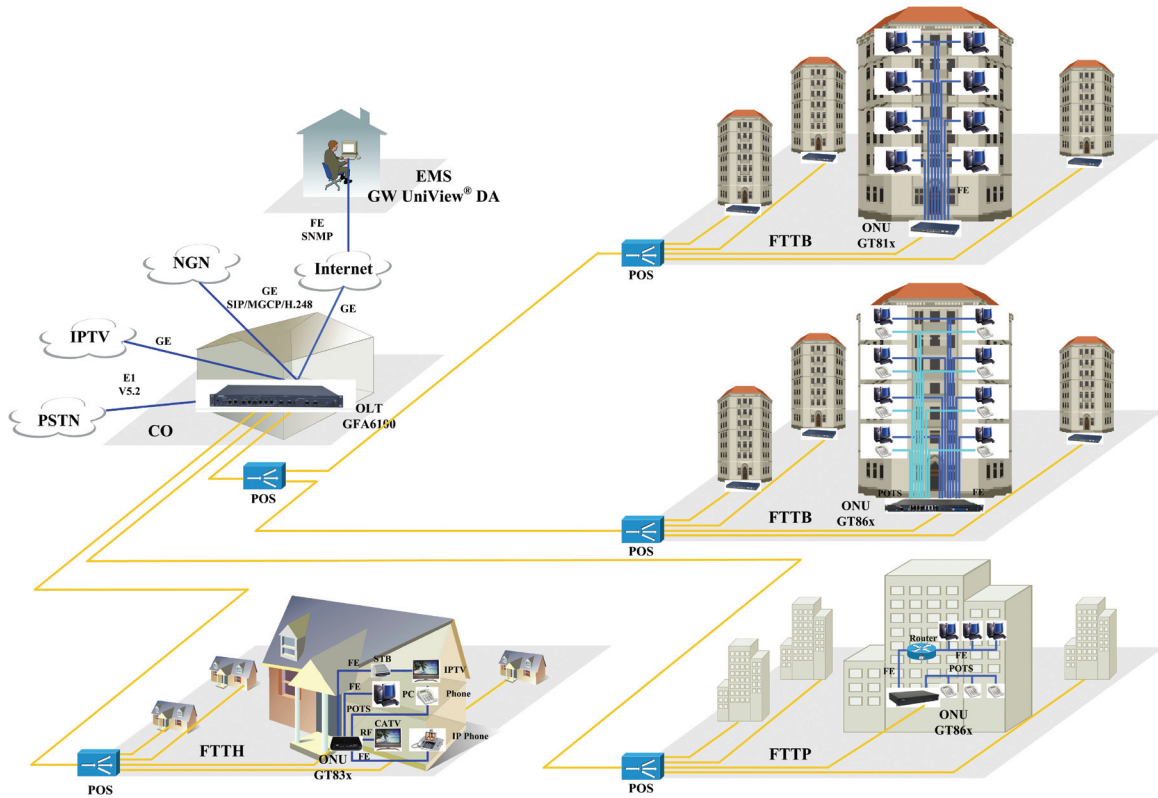 EMS
GW UniView® DA
FE
SNMP
NGN
Internet
GE
SIP/MGCP/H.248
GE
IPTV
GE
E1
V5.2
PSTN
CO
OLT
GFA6100
POS
POS
FTTB
ONU
GT81x
FE
POS
FTTB
ONU
GT86x
POTS
FE
POS
FTTH
ONU
GT83x
FE
STB
IPTV
FE
PC
Phone
POTS
RF
CATV
IP Phone
FE
POS
FTTP
Router
FE
FE
POTS
ONU
GT86x